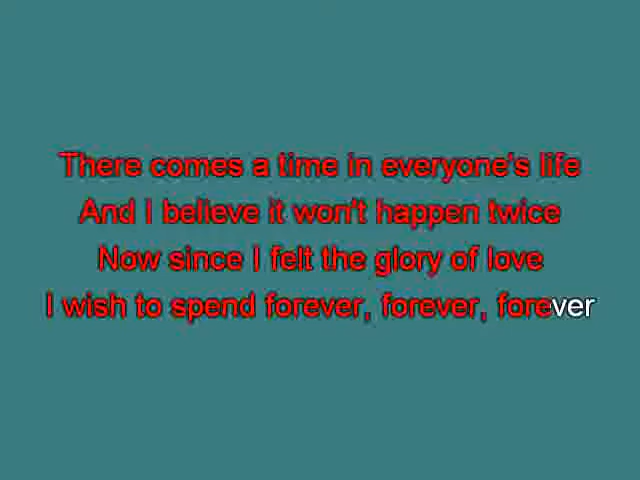 There comes a time in everyone's life
And I believe it won't happen twice
Now since I felt the glory of love
I wish to spend forever, forever, forever